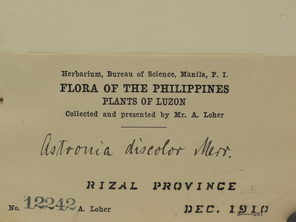 Herbarium, Bureau of Science, Manila, P. I.
FLORA OF THE PHILIPPINES
PLANTS OF LUZON
Collected and presented by Mr. A. Loher
Astronia discolor Merr.
RIZAL PROVINCE
No. 12242 A. Loher DEC. 1910